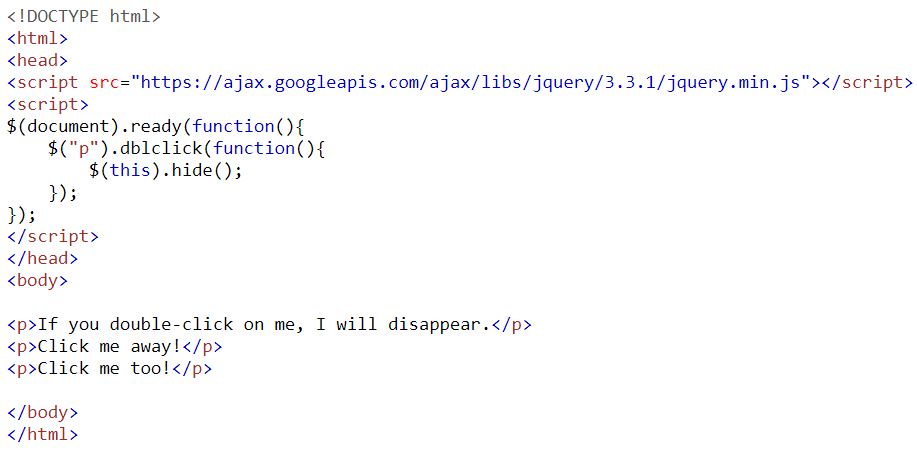 <!DOCTYPE html>
<html>
<head>
<script src="https://ajax.googleapis.com/ajax/libs/jquery/3.3.1/jquery.min.js"></script>
<script>
$(document).ready(function(){
    $("p").dblclick(function(){
        $(this).hide();
    });
});
</script>
</head>
<body>

<p>If you double-click on me, I will disappear.</p>
<p>Click me away!</p>
<p>Click me too!</p>

</body>
</html>